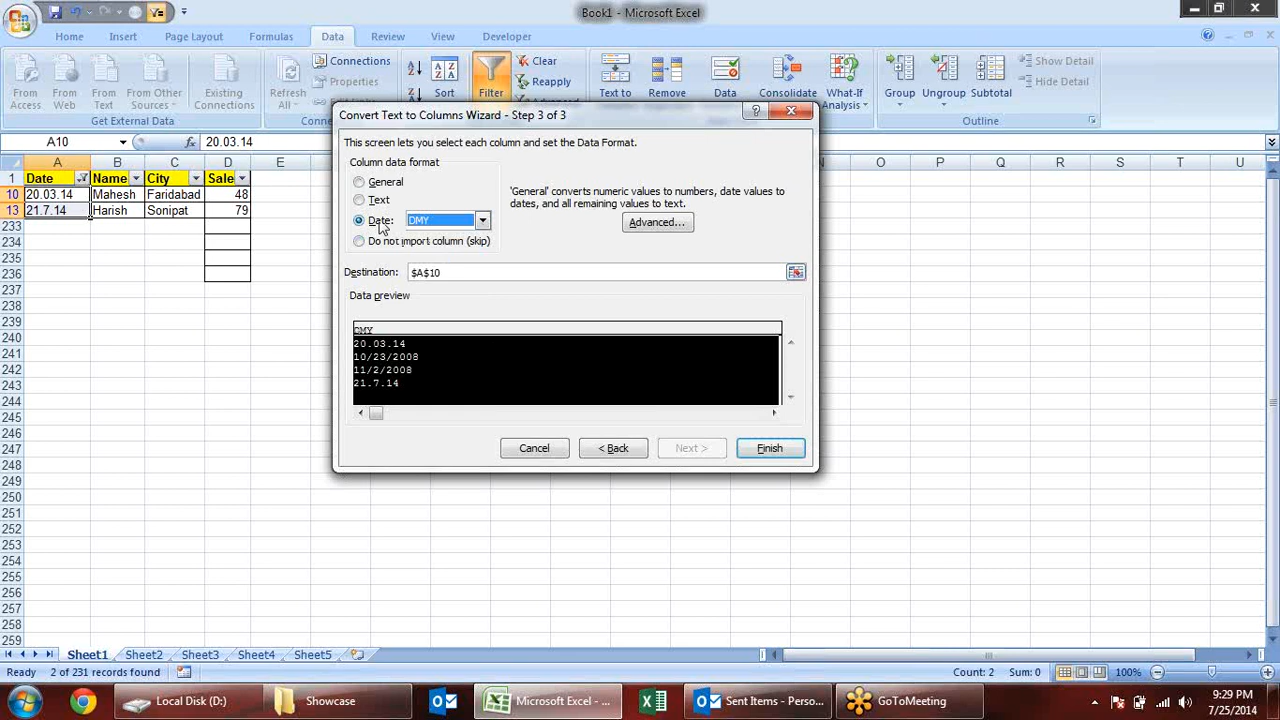 Book1 - Microsoft Excel
Home Insert Page Layout Formulas Data Review View Developer
From Access
From Web
From Text
From Other Sources
Existing Connections
Get External Data
Refresh All
Connections
Properties
Sort
Filter
Clear
Reapply
Text to
Remove
Data
Consolidate
What-If Analysis
Group
Ungroup
Subtotal
Show Detail
Hide Detail
Outline
A10 fx 20.03.14
A B C D E N O P Q R S T U
1 Date Name City Sale
10 20.03.14 Mahesh Faridabad 48
13 21.7.14 Harish Sonipat 79
233
234
235
236
237
238
239
240
241
242
243
244
245
246
247
248
249
250
251
252
253
254
255
256
257
258
259
Convert Text to Columns Wizard - Step 3 of 3
This screen lets you select each column and set the Data Format.
Column data format
General
Text
Date: DMY
Do not import column (skip)
'General' converts numeric values to numbers, date values to
dates, and all remaining values to text.
Advanced...
Destination: $A$10
Data preview
DMY
20.03.14
10/23/2008
11/2/2008
21.7.14
Cancel < Back Next > Finish
Sheet1 Sheet2 Sheet3 Sheet4 Sheet5
Ready 2 of 231 records found Count: 2 Sum: 0 100%
Local Disk (D:) Showcase Microsoft Excel - ... Sent Items - Perso... GoToMeeting
9:29 PM
7/25/2014